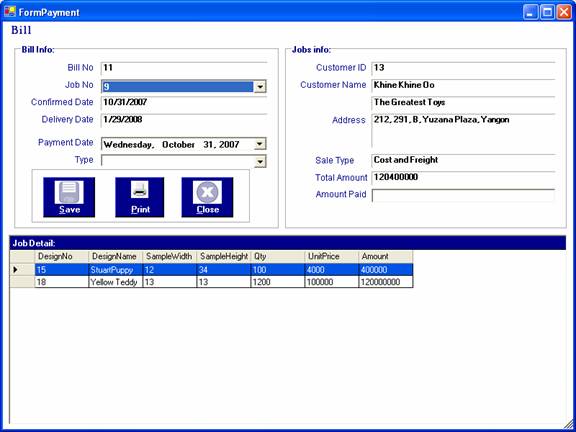 FormPayment
Bill
Bill Info:
Bill No 11
Job No 9
Confirmed Date 10/31/2007
Delivery Date 1/29/2008
Payment Date Wednesday, October 31, 2007
Type
Save Print Close
Jobs info:
Customer ID 13
Customer Name Khine Khine Oo
The Greatest Toys
Address 212, 291, B, Yuzana Plaza, Yangon
Sale Type Cost and Freight
Total Amount 120400000
Amount Paid
Job Detail:
DesignNo DesignName SampleWidth SampleHeight Qty UnitPrice Amount
15 StuartPuppy 12 34 100 4000 400000
18 Yellow Teddy 13 13 1200 100000 120000000